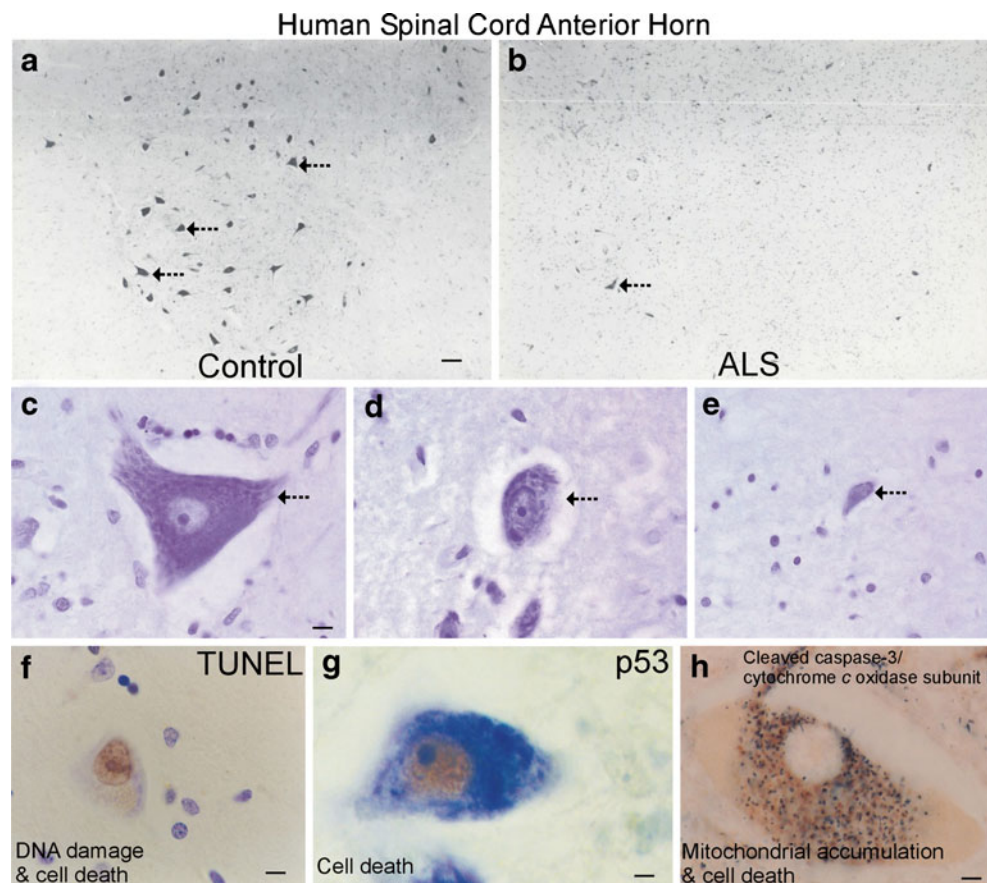 Human Spinal Cord Anterior Horn
a
b
Control
ALS
c
d
e
f
TUNEL
g
p53
h
Cleaved caspase-3/
cytochrome c oxidase subunit
DNA damage
& cell death
Cell death
Mitochondrial accumulation
& cell death